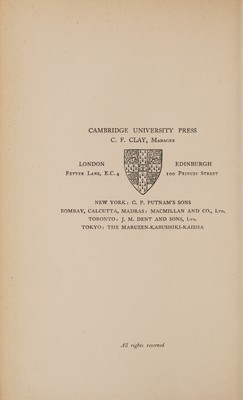 CAMBRIDGE UNIVERSITY PRESS
C. F. CLAY, Manager
LONDON
Fetter Lane, E.C. 4
EDINBURGH
100 Princes Street
NEW YORK: G. P. PUTNAM'S SONS
BOMBAY, CALCUTTA, MADRAS: MACMILLAN AND CO., Ltd.
TORONTO: J. M. DENT AND SONS, Ltd.
TOKYO: THE MARUZEN-KABUSHIKI-KAISHA
All rights reserved